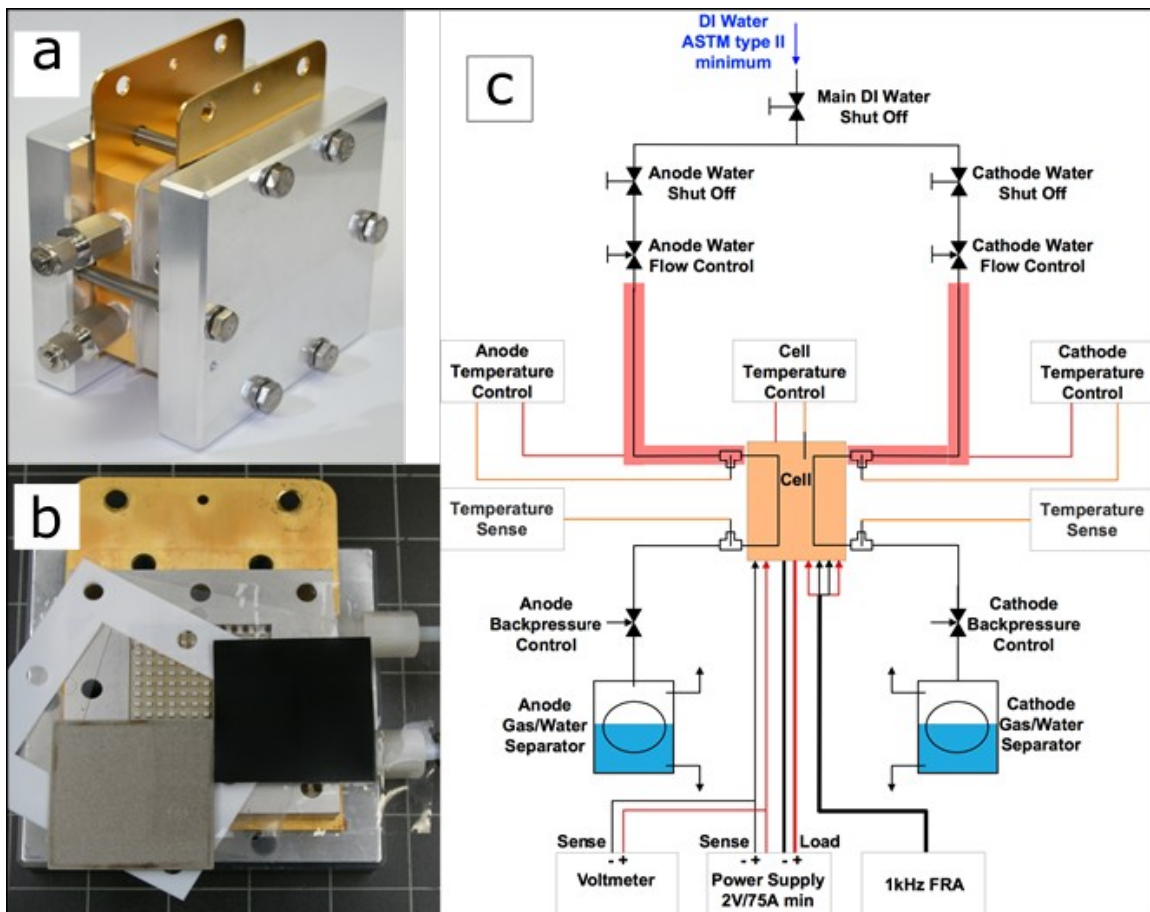 a
b
c
DI Water
ASTM type II
minimum
Main DI Water
Shut Off
Anode Water
Shut Off
Cathode Water
Shut Off
Anode Water
Flow Control
Cathode Water
Flow Control
Anode
Temperature
Control
Cell
Temperature
Control
Cathode
Temperature
Control
Cell
Temperature
Sense
Temperature
Sense
Anode
Backpressure
Control
Cathode
Backpressure
Control
Anode
Gas/Water
Separator
Cathode
Gas/Water
Separator
Sense
- +
Voltmeter
Sense
- +
Load
Power Supply
2V/75A min
1kHz FRA